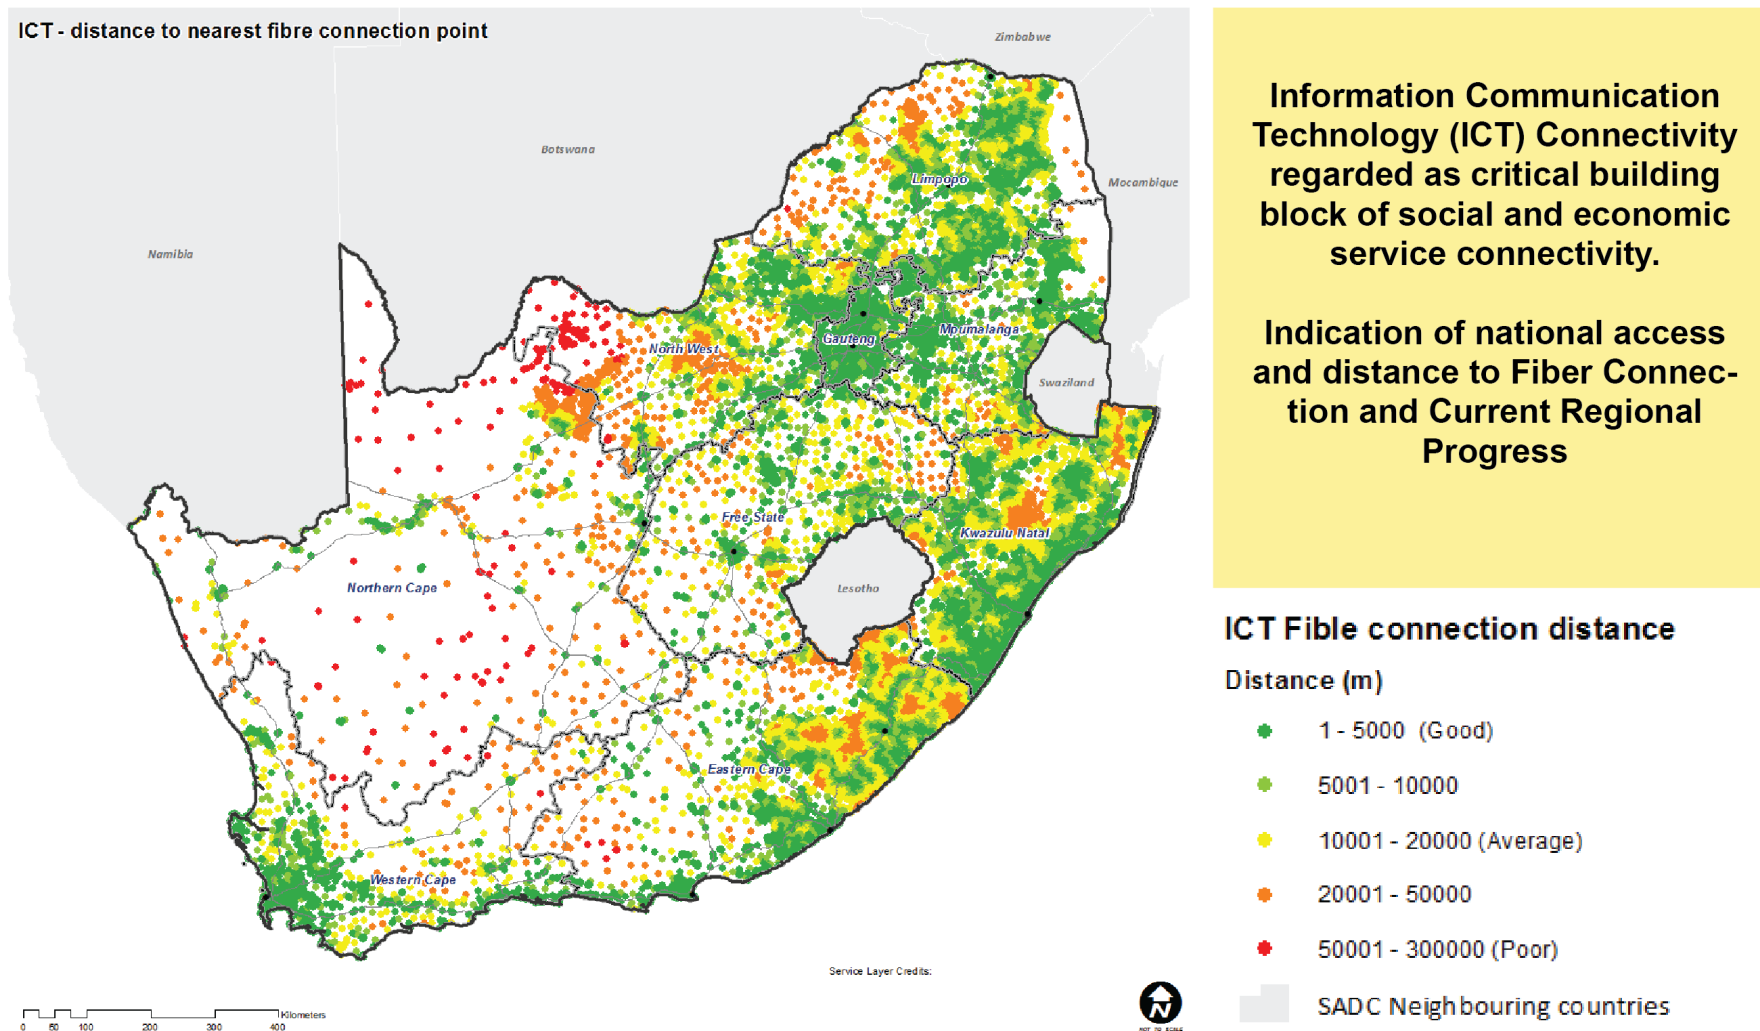 ICT - distance to nearest fibre connection point
Zimbabwe
Botswana
Mocambique
Limpopo
Namibia
Mpumalanga
Gauteng
North West
Swaziland
Free State
Kwazulu Natal
Northern Cape
Lesotho
Eastern Cape
Western Cape
Service Layer Credits:
Kilometers
0 50 100 200 300 400
N
NOT TO SCALE
Information Communication
Technology (ICT) Connectivity
regarded as critical building
block of social and economic
service connectivity.
Indication of national access
and distance to Fiber Connec-
tion and Current Regional
Progress
ICT Fible connection distance
Distance (m)
1 - 5000 (Good)
5001 - 10000
10001 - 20000 (Average)
20001 - 50000
50001 - 300000 (Poor)
SADC Neighbouring countries